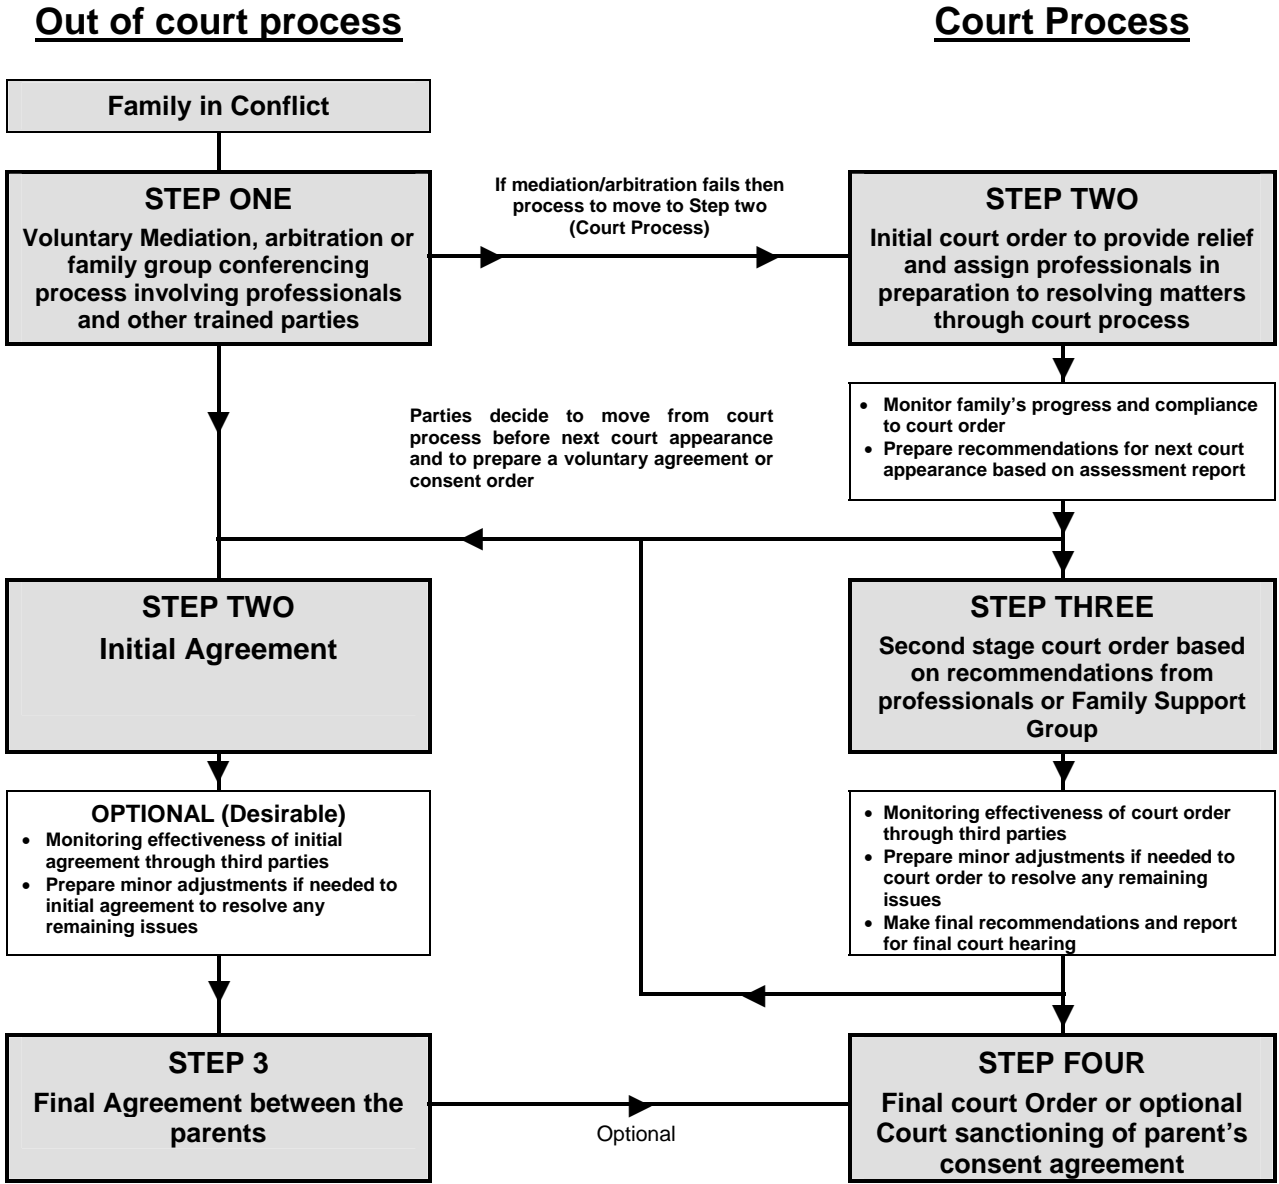 Out of court process
Court Process
Family in Conflict
STEP ONE
Voluntary Mediation, arbitration or
family group conferencing
process involving professionals
and other trained parties
If mediation/arbitration fails then
process to move to Step two
(Court Process)
STEP TWO
Initial court order to provide relief
and assign professionals in
preparation to resolving matters
through court process
• Monitor family's progress and compliance
to court order
• Prepare recommendations for next court
appearance based on assessment report
Parties decide to move from court
process before next court appearance
and to prepare a voluntary agreement or
consent order
STEP TWO
Initial Agreement
STEP THREE
Second stage court order based
on recommendations from
professionals or Family Support
Group
OPTIONAL (Desirable)
• Monitoring effectiveness of initial
agreement through third parties
• Prepare minor adjustments if needed to
initial agreement to resolve any
remaining issues
• Monitoring effectiveness of court order
through third parties
• Prepare minor adjustments if needed to
court order to resolve any remaining
issues
• Make final recommendations and report
for final court hearing
STEP 3
Final Agreement between the
parents
Optional
STEP FOUR
Final court Order or optional
Court sanctioning of parent's
consent agreement